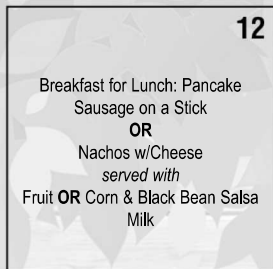 12
Breakfast for Lunch: Pancake
Sausage on a Stick
OR
Nachos w/Cheese
served with
Fruit OR Corn & Black Bean Salsa
Milk